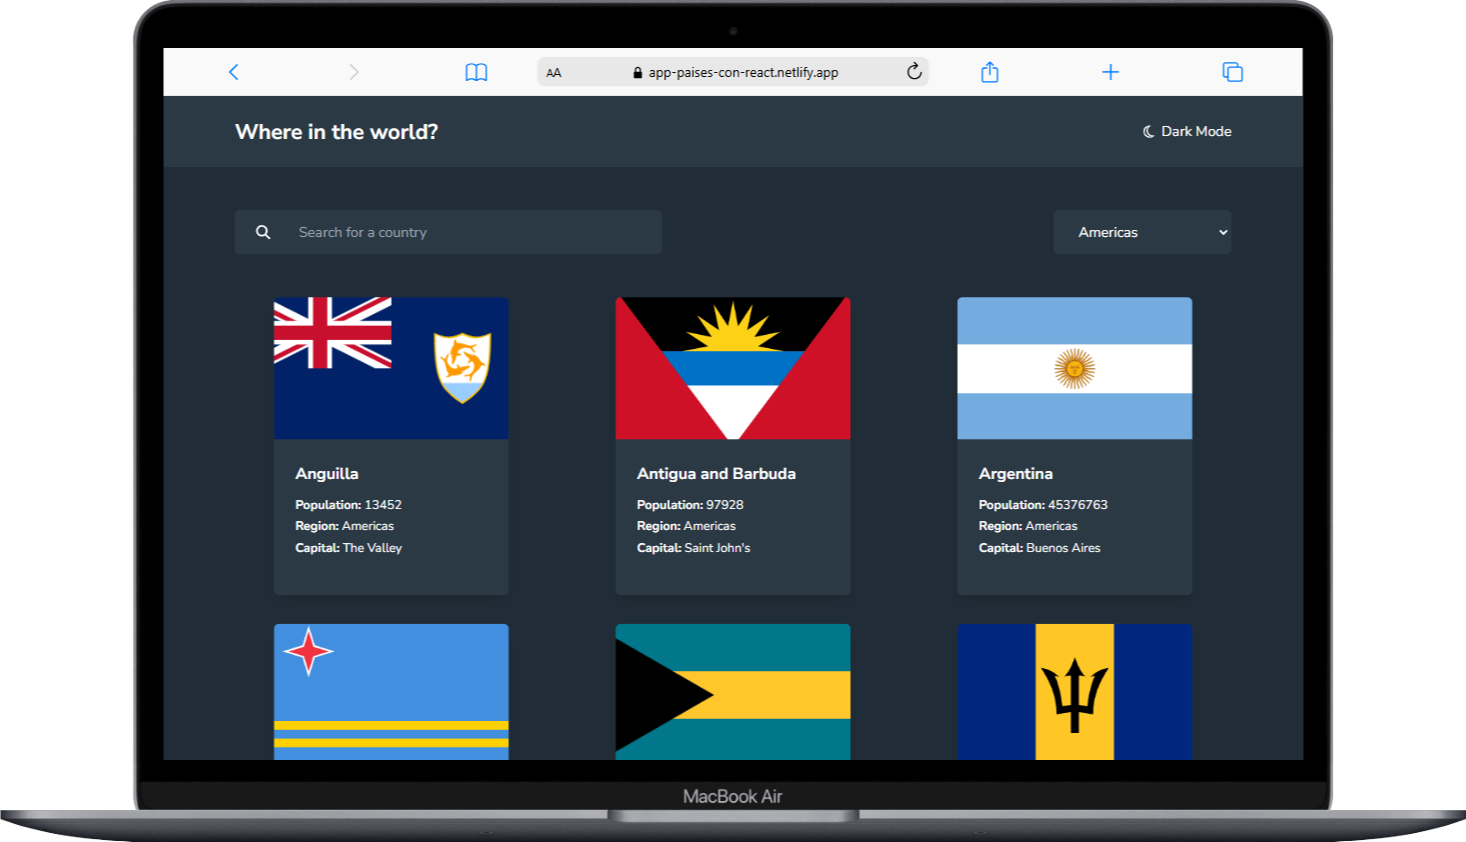 AA
app-paises-con-react.netlify.app
Where in the world?
Dark Mode
Search for a country
Americas
Anguilla
Population: 13452
Region: Americas
Capital: The Valley
Antigua and Barbuda
Population: 97928
Region: Americas
Capital: Saint John's
Argentina
Population: 45376763
Region: Americas
Capital: Buenos Aires
MacBook Air